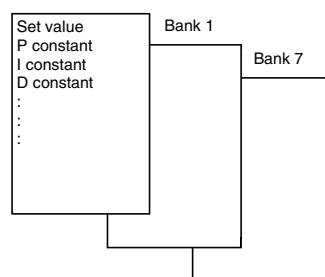 Set value
P constant
I constant
D constant
:
:
:
Bank 1
Bank 7